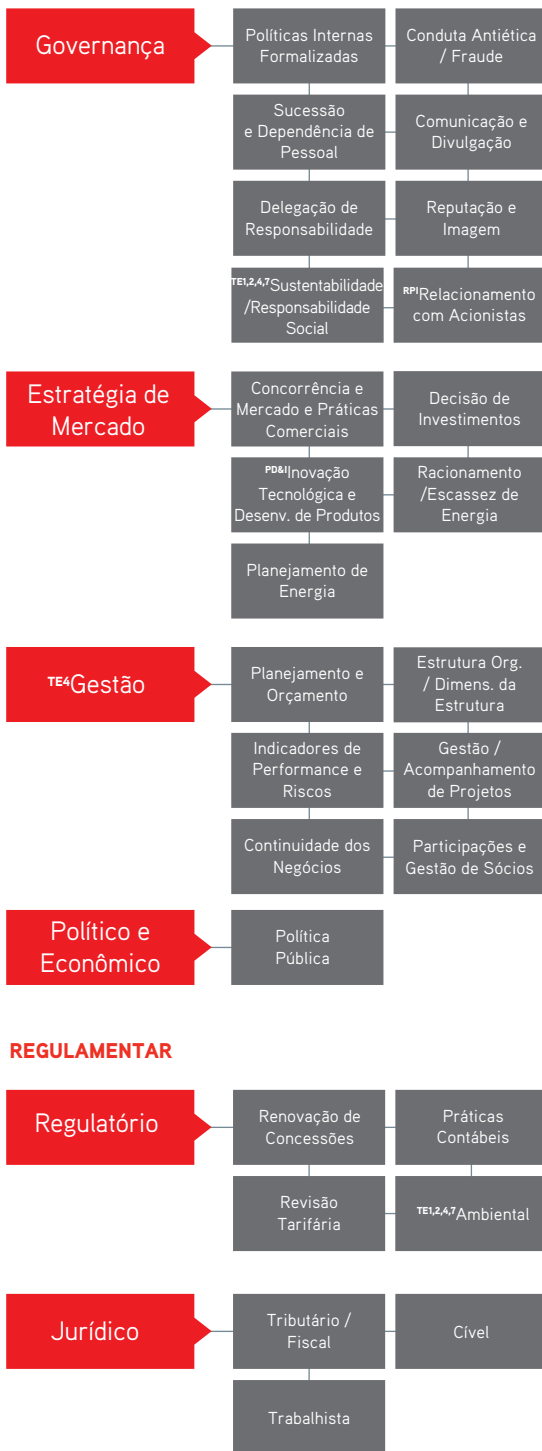 Governança
Políticas Internas
Formalizadas
Conduta Antiética
/ Fraude
Sucessão
e Dependência de
Pessoal
Comunicação e
Divulgação
Delegação de
Responsabilidade
Reputação e
Imagem
TE1,2,4,7Sustentabilidade
/Responsabilidade
Social
RPIRelacionamento
com Acionistas
Estratégia de
Mercado
Concorrência e
Mercado e Práticas
Comerciais
Decisão de
Investimentos
PD&IInovação
Tecnológica e
Desenv. de Produtos
Racionamento
/Escassez de
Energia
Planejamento de
Energia
TE4Gestão
Planejamento e
Orçamento
Estrutura Org.
/ Dimens. da
Estrutura
Indicadores de
Performance e
Riscos
Gestão /
Acompanhamento
de Projetos
Continuidade dos
Negócios
Participações e
Gestão de Sócios
Político e
Econômico
Política
Pública
REGULAMENTAR
Regulatório
Renovação de
Concessões
Práticas
Contábeis
Revisão
Tarifária
TE1,2,4,7Ambiental
Jurídico
Tributário /
Fiscal
Cível
Trabalhista